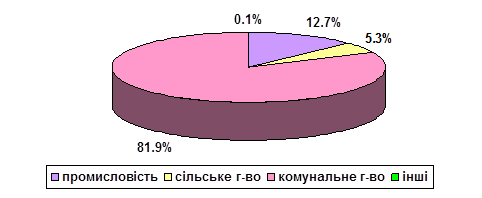 0.1%
12.7%
5.3%
81.9%
промисловість сільське г-во комунальне г-во інші